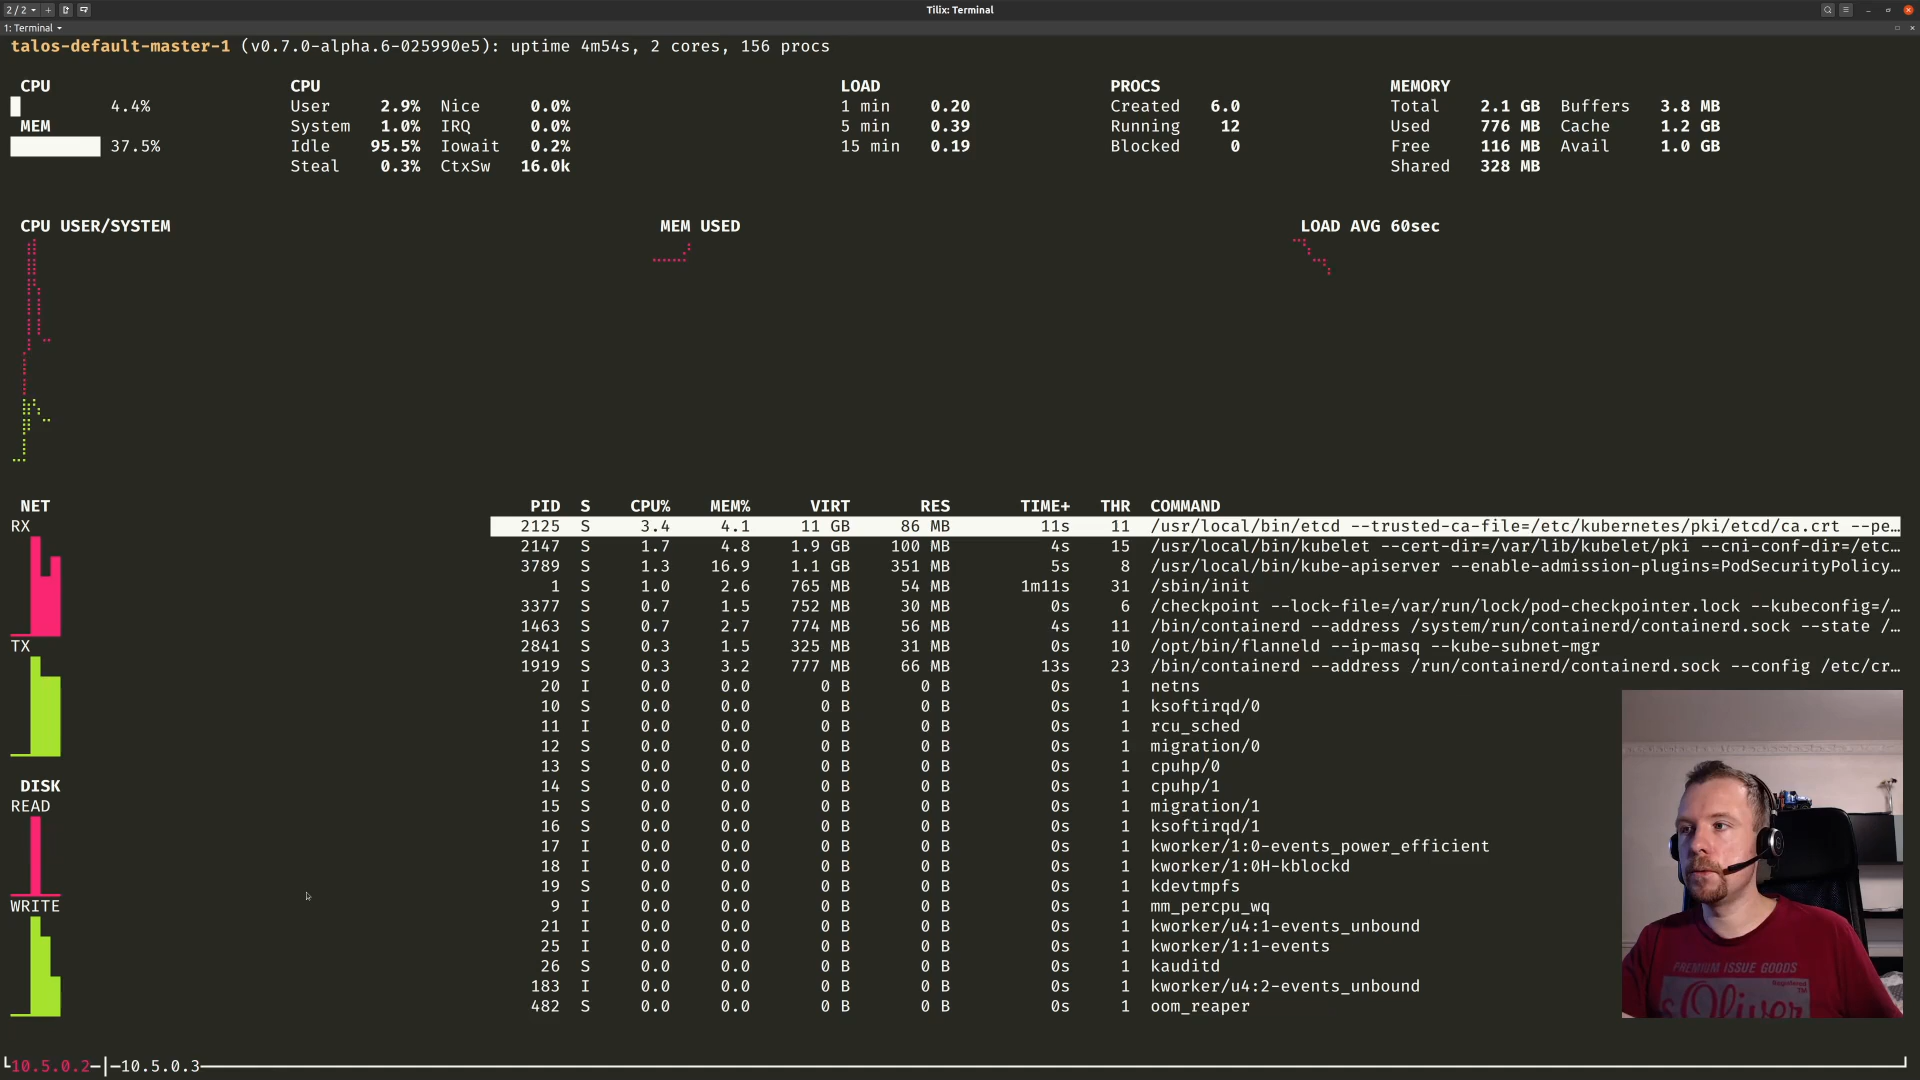 2 / 2
Tilix: Terminal
1: Terminal
talos-default-master-1 (v0.7.0-alpha.6-025990e5): uptime 4m54s, 2 cores, 156 procs
CPU CPU LOAD PROCS MEMORY
4.4% User 2.9% Nice 0.0% 1 min 0.20 Created 6.0 Total 2.1 GB Buffers 3.8 MB
MEM System 1.0% IRQ 0.0% 5 min 0.39 Running 12 Used 776 MB Cache 1.2 GB
37.5% Idle 95.5% Iowait 0.2% 15 min 0.19 Blocked 0 Free 116 MB Avail 1.0 GB
Steal 0.3% CtxSw 16.0k Shared 328 MB
CPU USER/SYSTEM MEM USED LOAD AVG 60sec
NET PID S CPU% MEM% VIRT RES TIME+ THR COMMAND
RX 2125 S 3.4 4.1 11 GB 86 MB 11s 11 /usr/local/bin/etcd --trusted-ca-file=/etc/kubernetes/pki/etcd/ca.crt --pe…
2147 S 1.7 4.8 1.9 GB 100 MB 4s 15 /usr/local/bin/kubelet --cert-dir=/var/lib/kubelet/pki --cni-conf-dir=/etc…
3789 S 1.3 16.9 1.1 GB 351 MB 5s 8 /usr/local/bin/kube-apiserver --enable-admission-plugins=PodSecurityPolicy…
1 S 1.0 2.6 765 MB 54 MB 1m11s 31 /sbin/init
3377 S 0.7 1.5 752 MB 30 MB 0s 6 /checkpoint --lock-file=/var/run/lock/pod-checkpointer.lock --kubeconfig=/…
1463 S 0.7 2.7 774 MB 56 MB 4s 11 /bin/containerd --address /system/run/containerd/containerd.sock --state /…
TX 2841 S 0.3 1.5 325 MB 31 MB 0s 10 /opt/bin/flanneld --ip-masq --kube-subnet-mgr
1919 S 0.3 3.2 777 MB 66 MB 13s 23 /bin/containerd --address /run/containerd/containerd.sock --config /etc/cr…
20 I 0.0 0.0 0 B 0 B 0s 1 netns
10 S 0.0 0.0 0 B 0 B 0s 1 ksoftirqd/0
11 I 0.0 0.0 0 B 0 B 0s 1 rcu_sched
12 S 0.0 0.0 0 B 0 B 0s 1 migration/0
13 S 0.0 0.0 0 B 0 B 0s 1 cpuhp/0
DISK 14 S 0.0 0.0 0 B 0 B 0s 1 cpuhp/1
READ 15 S 0.0 0.0 0 B 0 B 0s 1 migration/1
16 S 0.0 0.0 0 B 0 B 0s 1 ksoftirqd/1
17 I 0.0 0.0 0 B 0 B 0s 1 kworker/1:0-events_power_efficient
18 I 0.0 0.0 0 B 0 B 0s 1 kworker/1:0H-kblockd
19 S 0.0 0.0 0 B 0 B 0s 1 kdevtmpfs
WRITE 9 I 0.0 0.0 0 B 0 B 0s 1 mm_percpu_wq
21 I 0.0 0.0 0 B 0 B 0s 1 kworker/u4:1-events_unbound
25 I 0.0 0.0 0 B 0 B 0s 1 kworker/1:1-events
26 S 0.0 0.0 0 B 0 B 0s 1 kauditd
183 I 0.0 0.0 0 B 0 B 0s 1 kworker/u4:2-events_unbound
482 S 0.0 0.0 0 B 0 B 0s 1 oom_reaper
PREMIUM ISSUE GOODS
Registered
TM
s.Oliver
10.5.0.2 10.5.0.3